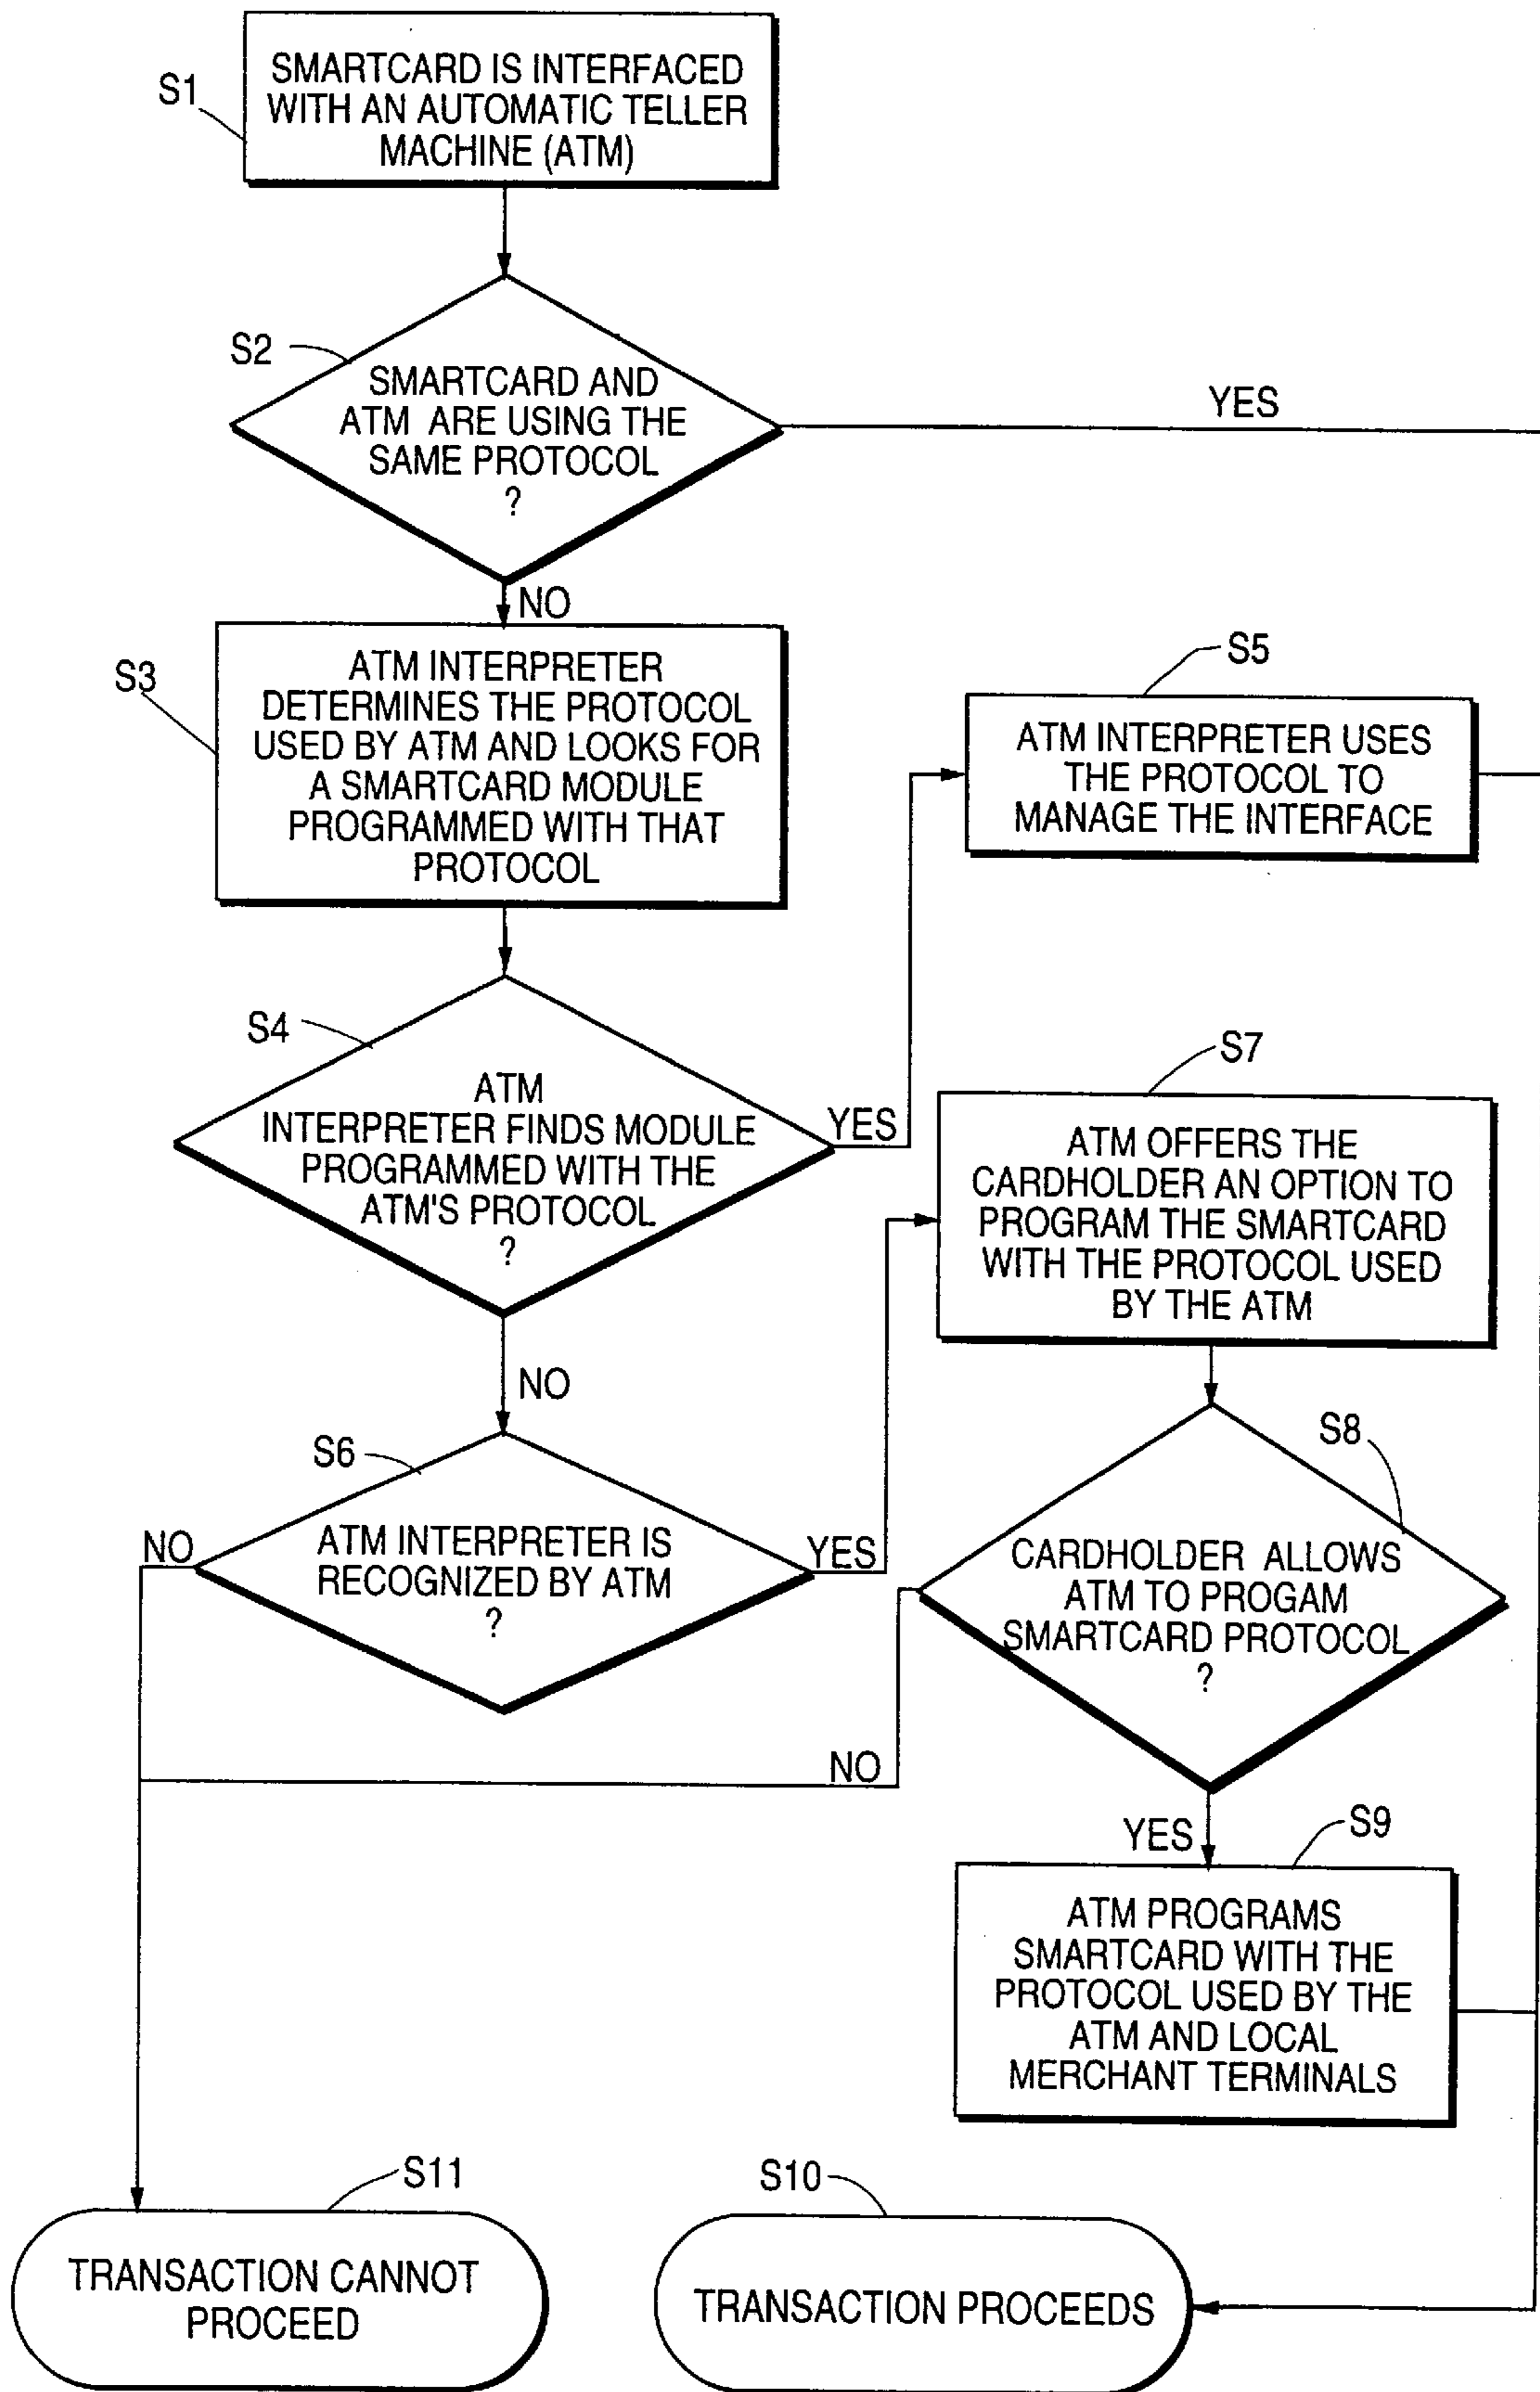 S1
SMARTCARD IS INTERFACED
WITH AN AUTOMATIC TELLER
MACHINE (ATM)
S2
SMARTCARD AND
ATM ARE USING THE
SAME PROTOCOL
?
YES
NO
S3
ATM INTERPRETER
DETERMINES THE PROTOCOL
USED BY ATM AND LOOKS FOR
A SMARTCARD MODULE
PROGRAMMED WITH THAT
PROTOCOL
S5
ATM INTERPRETER USES
THE PROTOCOL TO
MANAGE THE INTERFACE
S4
ATM
INTERPRETER FINDS MODULE
PROGRAMMED WITH THE
ATM'S PROTOCOL
?
YES
NO
S7
ATM OFFERS THE
CARDHOLDER AN OPTION TO
PROGRAM THE SMARTCARD
WITH THE PROTOCOL USED
BY THE ATM
S6
NO
ATM INTERPRETER IS
RECOGNIZED BY ATM
?
YES
S8
CARDHOLDER ALLOWS
ATM TO PROGAM
SMARTCARD PROTOCOL
?
NO
YES
S9
ATM PROGRAMS
SMARTCARD WITH THE
PROTOCOL USED BY THE
ATM AND LOCAL
MERCHANT TERMINALS
S11
TRANSACTION CANNOT
PROCEED
S10
TRANSACTION PROCEEDS